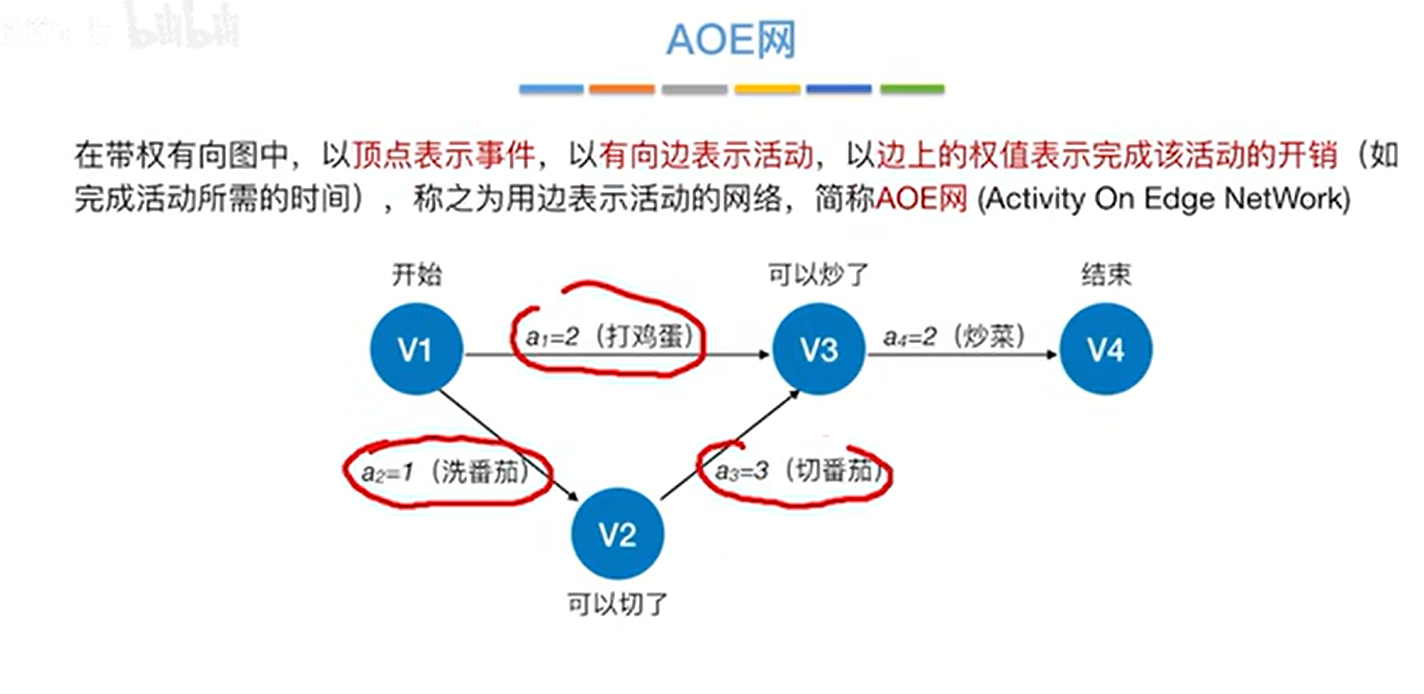 bilibili
AOE网
在带权有向图中，以顶点表示事件，以有向边表示活动，以边上的权值表示完成该活动的开销（如
完成活动所需的时间），称之为用边表示活动的网络，简称AOE网 (Activity On Edge NetWork)
开始
可以炒了
结束
V1
a₁=2（打鸡蛋）
V3
a₄=2（炒菜）
V4
a₂=1（洗番茄）
a₃=3（切番茄）
V2
可以切了